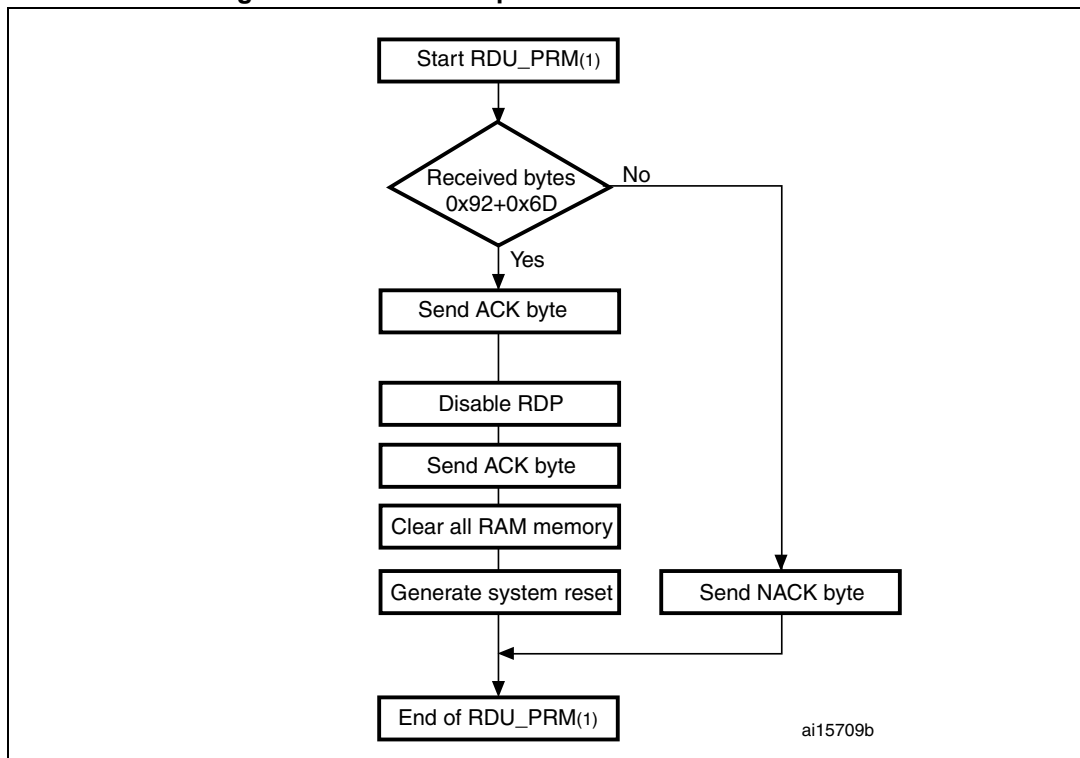 Start RDU_PRM(1)
Received bytes
0x92+0x6D
No
Yes
Send ACK byte
Disable RDP
Send ACK byte
Clear all RAM memory
Generate system reset
Send NACK byte
End of RDU_PRM(1)
ai15709b